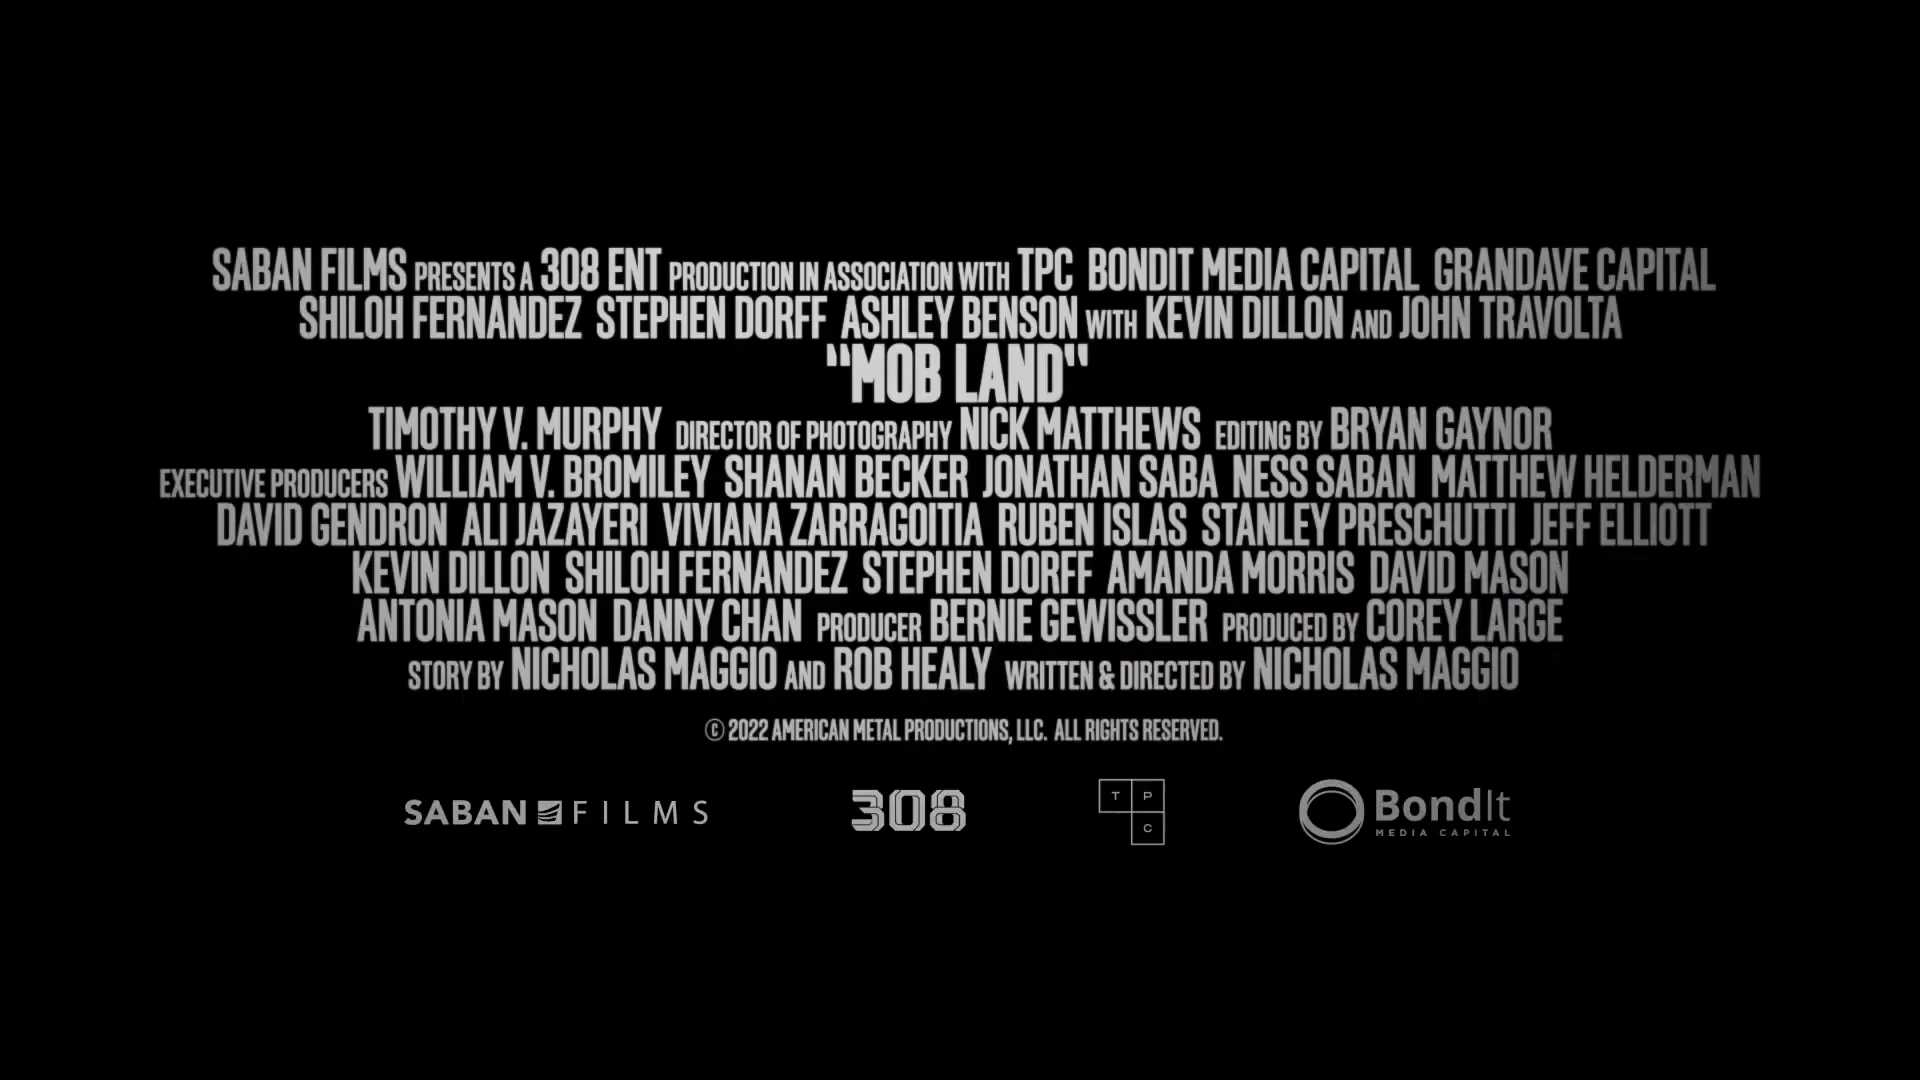 SABAN FILMS PRESENTS A 308 ENT PRODUCTION IN ASSOCIATION WITH TPC BONDIT MEDIA CAPITAL GRANDAVE CAPITAL
SHILOH FERNANDEZ STEPHEN DORFF ASHLEY BENSON WITH KEVIN DILLON AND JOHN TRAVOLTA
"MOB LAND"
TIMOTHY V. MURPHY DIRECTOR OF PHOTOGRAPHY NICK MATTHEWS EDITING BY BRYAN GAYNOR
EXECUTIVE PRODUCERS WILLIAM V. BROMILEY SHANAN BECKER JONATHAN SABA NESS SABAN MATTHEW HELDERMAN
DAVID GENDRON ALI JAZAYERI VIVIANA ZARRAGOITIA RUBEN ISLAS STANLEY PRESCHUTTI JEFF ELLIOTT
KEVIN DILLON SHILOH FERNANDEZ STEPHEN DORFF AMANDA MORRIS DAVID MASON
ANTONIA MASON DANNY CHAN PRODUCER BERNIE GEWISSLER PRODUCED BY COREY LARGE
STORY BY NICHOLAS MAGGIO AND ROB HEALY WRITTEN & DIRECTED BY NICHOLAS MAGGIO
© 2022 AMERICAN METAL PRODUCTIONS, LLC. ALL RIGHTS RESERVED.
SABAN FILMS
308
TPC
BondIt
MEDIA CAPITAL